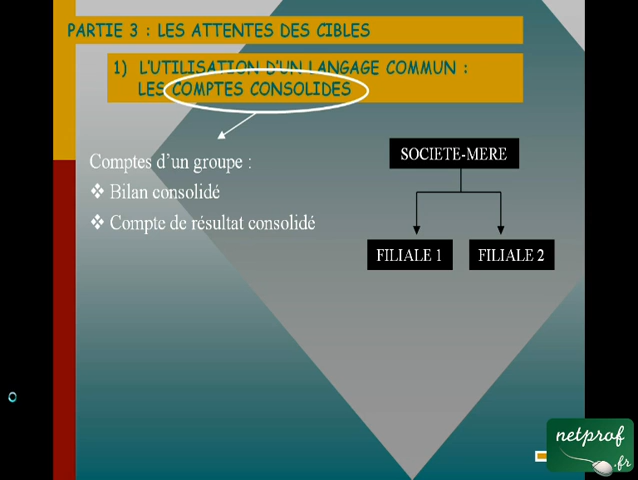 PARTIE 3 : LES ATTENTES DES CIBLES
1) L'UTILISATION D'UN LANGAGE COMMUN :
LES COMPTES CONSOLIDES
Comptes d'un groupe :
❖ Bilan consolidé
❖ Compte de résultat consolidé
SOCIETE-MERE
FILIALE 1
FILIALE 2
netprof
.fr